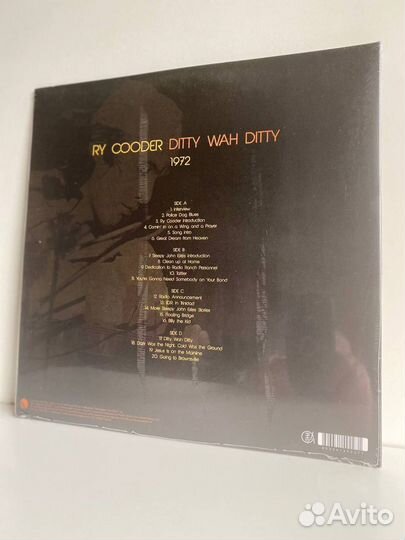 RY COODER DITTY WAH DITTY
1972
SIDE A
1. Interview
2. Police Dog Blues
3. Ry Cooder Introduction
4. Comin' in on a Wing and a Prayer
5. Song Intro
6. Great Dream from Heaven
SIDE B
7. Sleepy John Estes Introduction
8. Clean up at Home
9. Dedication to Radio Ranch Personnel
10. Tattler
11. You're Gonna Need Somebody on Your Bond
SIDE C
12. Radio Announcement
13. FDR in Trinidad
14. More Sleepy John Estes Stories
15. Floating Bridge
16. Billy the Kid
SIDE D
17. Ditty Wah Ditty
18. Dark Was the Night, Cold Was the Ground
19. Jesus is on the Mainline
20. Going to Brownsville
Avito